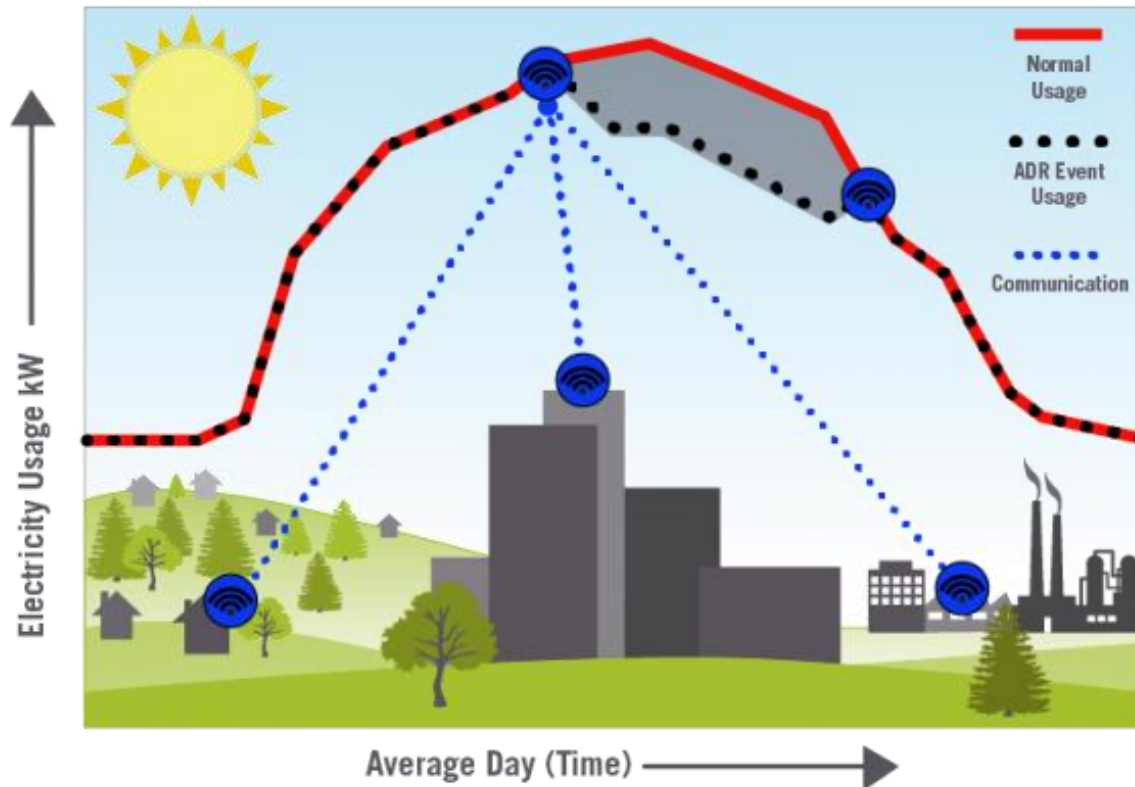 Normal
Usage
ADR Event
Usage
Communication
Electricity Usage kW
Average Day (Time)